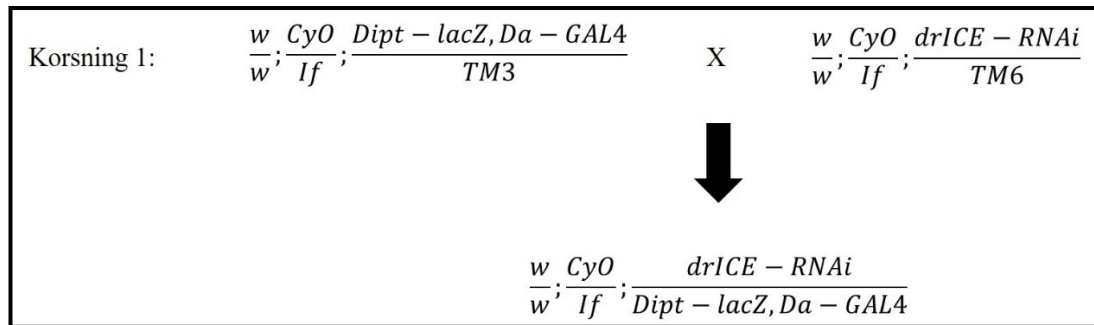 Korsning 1: w/w; CyO/If; Dipt − lacZ, Da − GAL4/TM3 X w/w; CyO/If; drICE − RNAi/TM6
w/w; CyO/If; drICE − RNAi/Dipt − lacZ, Da − GAL4